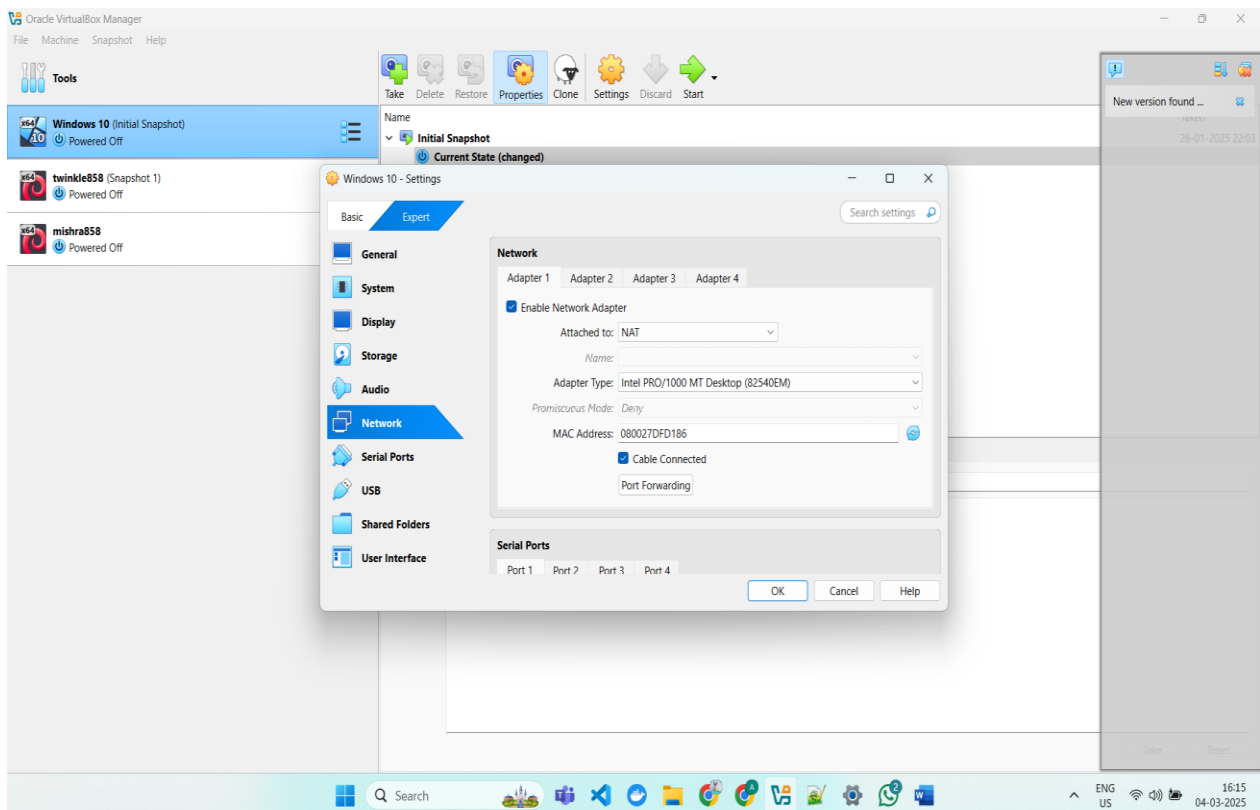 Oracle VirtualBox Manager
File Machine Snapshot Help
Tools
Take Delete Restore Properties Clone Settings Discard Start
New version found ...
Name
Taken
x64 10 Windows 10 (Initial Snapshot)
Powered Off
Initial Snapshot
26-01-2025 22:03
Current State (changed)
x64 twinkle858 (Snapshot 1)
Powered Off
x64 mishra858
Powered Off
Windows 10 - Settings
Basic Expert Search settings
General
System
Display
Storage
Audio
Network
Serial Ports
USB
Shared Folders
User Interface
Network
Adapter 1 Adapter 2 Adapter 3 Adapter 4
Enable Network Adapter
Attached to: NAT
Name:
Adapter Type: Intel PRO/1000 MT Desktop (82540EM)
Promiscuous Mode: Deny
MAC Address: 080027DFD186
Cable Connected
Port Forwarding
Serial Ports
Port 1 Port 2 Port 3 Port 4
OK Cancel Help
Take Reset
Search
2
W
ENG
US
16:15
04-03-2025